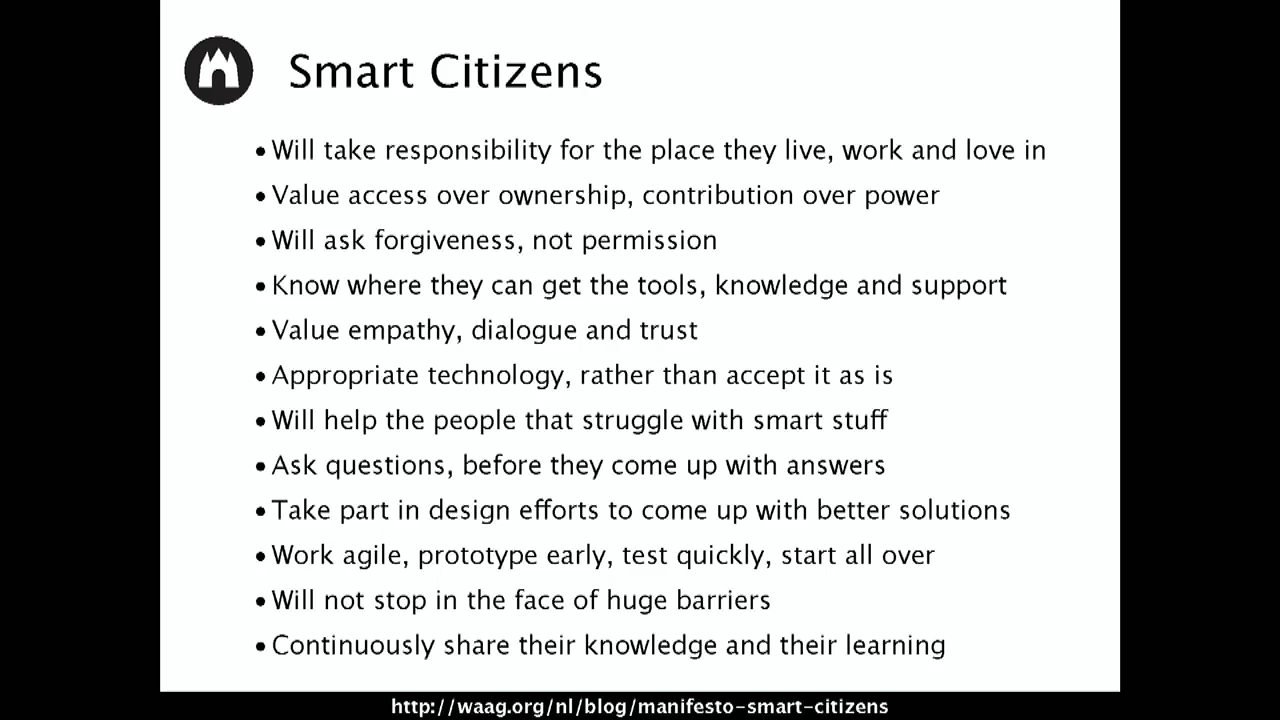 Smart Citizens
• Will take responsibility for the place they live, work and love in
• Value access over ownership, contribution over power
• Will ask forgiveness, not permission
• Know where they can get the tools, knowledge and support
• Value empathy, dialogue and trust
• Appropriate technology, rather than accept it as is
• Will help the people that struggle with smart stuff
• Ask questions, before they come up with answers
• Take part in design efforts to come up with better solutions
• Work agile, prototype early, test quickly, start all over
• Will not stop in the face of huge barriers
• Continuously share their knowledge and their learning
http://waag.org/nl/blog/manifesto-smart-citizens